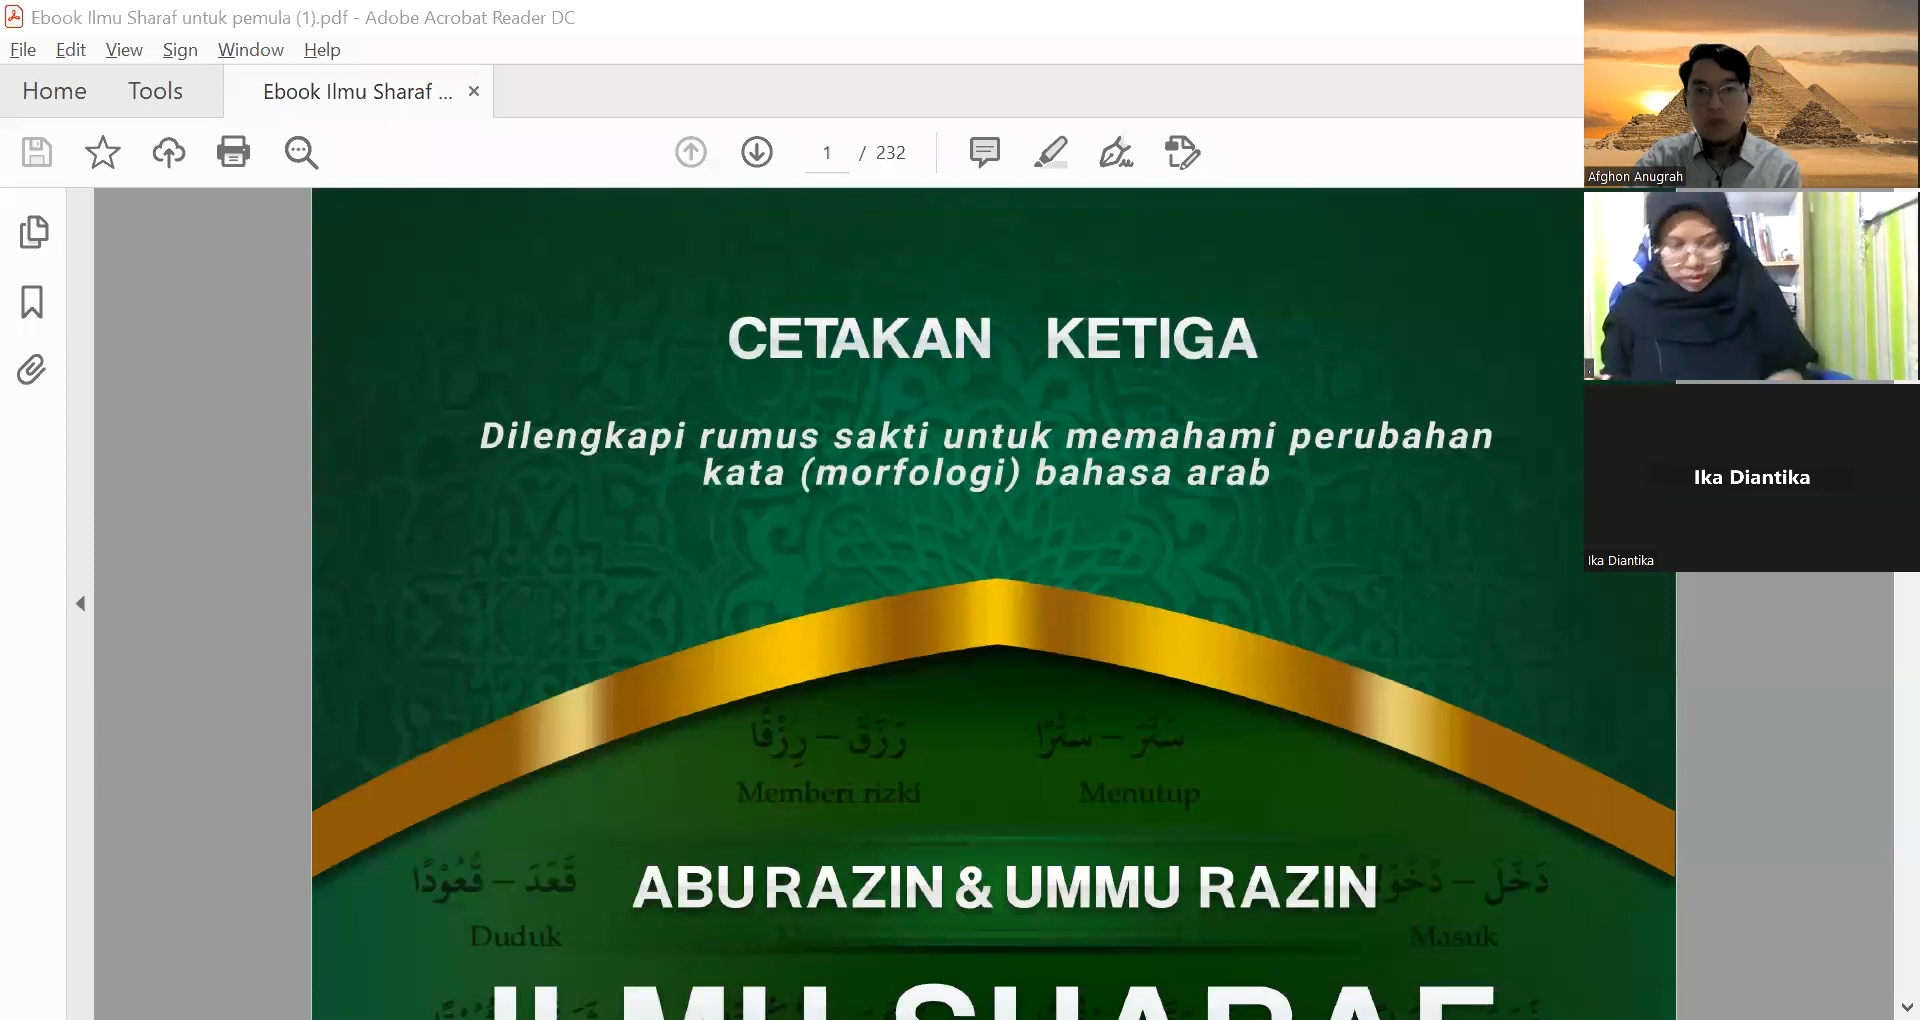 Ebook Ilmu Sharaf untuk pemula (1).pdf - Adobe Acrobat Reader DC
File Edit View Sign Window Help
Home Tools Ebook Ilmu Sharaf ... ×
1 / 232
Afghon Anugrah
Ika Diantika
Ika Diantika
CETAKAN KETIGA
Dilengkapi rumus sakti untuk memahami perubahan
kata (morfologi) bahasa arab
رَزَقَ – رِزْقًا
سَتَرَ – سَتْرًا
Memberi rizki
Menutup
قَعَدَ – قُعُوْدًا
ABU RAZIN & UMMU RAZIN
دَخَلَ –
Duduk
Masuk
ILMU SHARAF